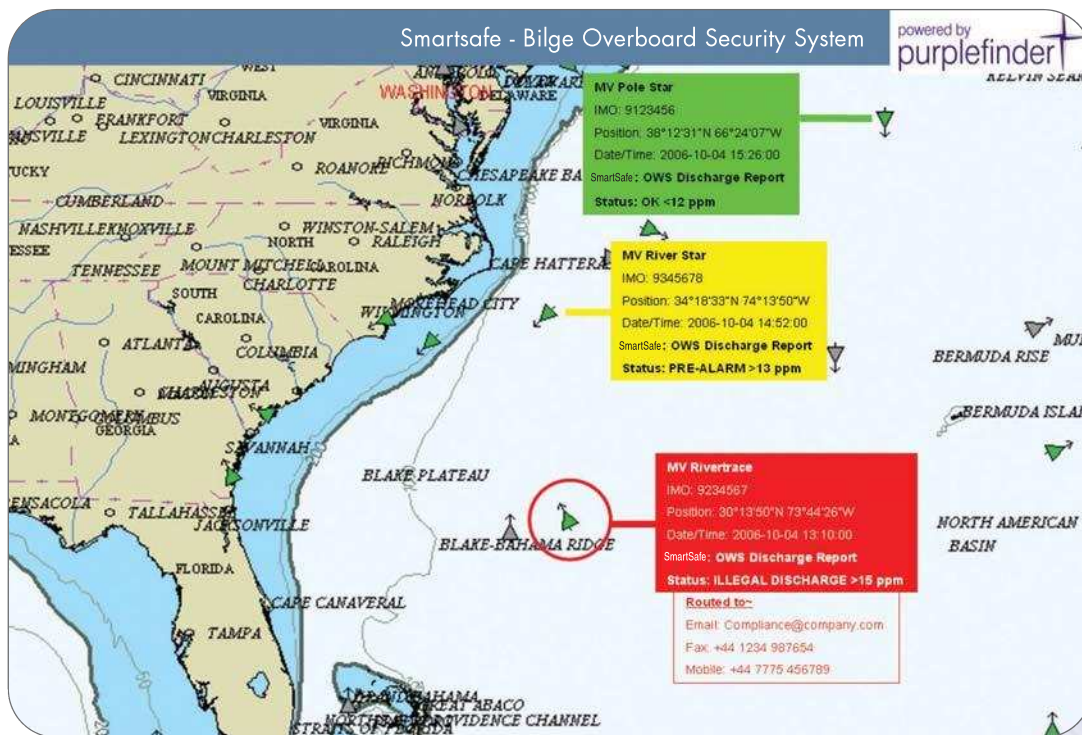 Smartsafe - Bilge Overboard Security System
powered by
purplefinder
MV Pole Star
IMO: 9123456
Position: 38°12'31"N 66°24'07"W
Date/Time: 2006-10-04 15:26:00
SmartSafe: OWS Discharge Report
Status: OK <12 ppm
MV River Star
IMO: 9345678
Position: 34°18'33"N 74°13'50"W
Date/Time: 2006-10-04 14:52:00
SmartSafe: OWS Discharge Report
Status: PRE-ALARM >13 ppm
MV Rivertrace
IMO: 9234567
Position: 30°13'50"N 73°44'26"W
Date/Time: 2006-10-04 13:10:00
SmartSafe: OWS Discharge Report
Status: ILLEGAL DISCHARGE >15 ppm
Routed to~
Email: Compliance@company.com
Fax: +44 1234 987654
Mobile: +44 7775 456789
CINCINNATI
WEST
VIRGINIA
WASHINGTON
DELAWARE
LOUISVILLE
FRANKFORT
LEXINGTON
CHARLESTON
VIRGINIA
RICHMOND
ROANOKE
CHESAPEAKE BA
CUMBERLAND
NORFOLK
NASHVILLE
KNOXVILLE
WINSTON-SALEM
NORTH
RALEIGH
CAROLINA
CAPE HATTERA
TENNESSEE
MOUNT MITCHELL
CHARLOTTE
SOUTH
CAROLINA
MOREHEAD CITY
WILMINGTON
ATLANTA
COLUMBIA
BERMUDA RISE
MINGHAM
AUGUSTA
CHARLESTON
MONTGOMERY
COLUMBUS
GEORGIA
BERMUDA ISLA
SAVANNAH
BLAKE PLATEAU
ENSACOLA
TALLAHASSEE
JACKSONVILLE
BLAKE-BAHAMA RIDGE
NORTH AMERICAN
BASIN
FLORIDA
CAPE CANAVERAL
TAMPA
GRAND BAHAMA
GREAT ABACO
PROVIDENCE CHANNEL
STRAITS OF FLORIDA